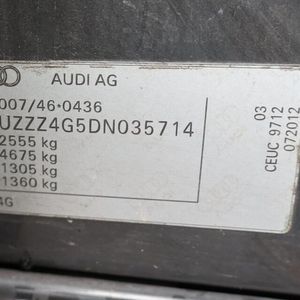 AUDI AG
007/46*0436
UZZZ4G5DN035714
2555 kg
4675 kg
1305 kg
1360 kg
4G
03
CEUC 9712
072012